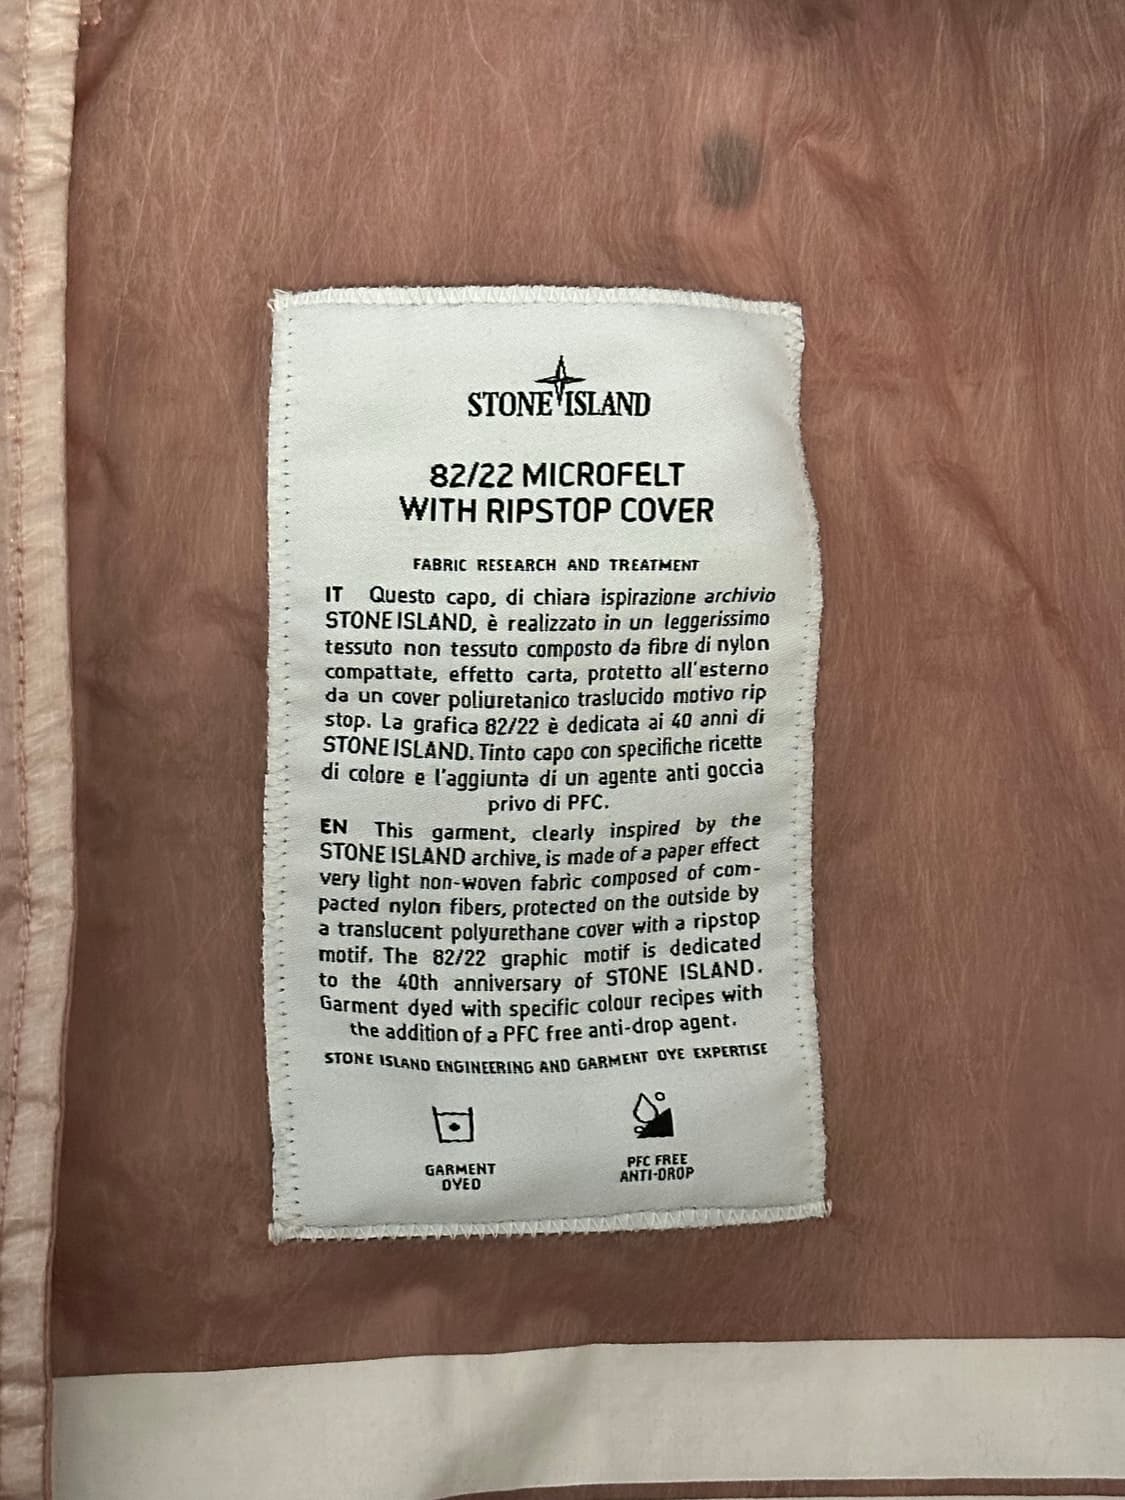 STONE ISLAND
82/22 MICROFELT
WITH RIPSTOP COVER
FABRIC RESEARCH AND TREATMENT
IT Questo capo, di chiara ispirazione archivio
STONE ISLAND, è realizzato in un leggerissimo
tessuto non tessuto composto da fibre di nylon
compattate, effetto carta, protetto all'esterno
da un cover poliuretanico traslucido motivo rip
stop. La grafica 82/22 è dedicata ai 40 anni di
STONE ISLAND. Tinto capo con specifiche ricette
di colore e l'aggiunta di un agente anti goccia
privo di PFC.
EN This garment, clearly inspired by the
STONE ISLAND archive, is made of a paper effect
very light non-woven fabric composed of com-
pacted nylon fibers, protected on the outside by
a translucent polyurethane cover with a ripstop
motif. The 82/22 graphic motif is dedicated
to the 40th anniversary of STONE ISLAND.
Garment dyed with specific colour recipes with
the addition of a PFC free anti-drop agent.
STONE ISLAND ENGINEERING AND GARMENT DYE EXPERTISE
GARMENT
DYED
PFC FREE
ANTI-DROP